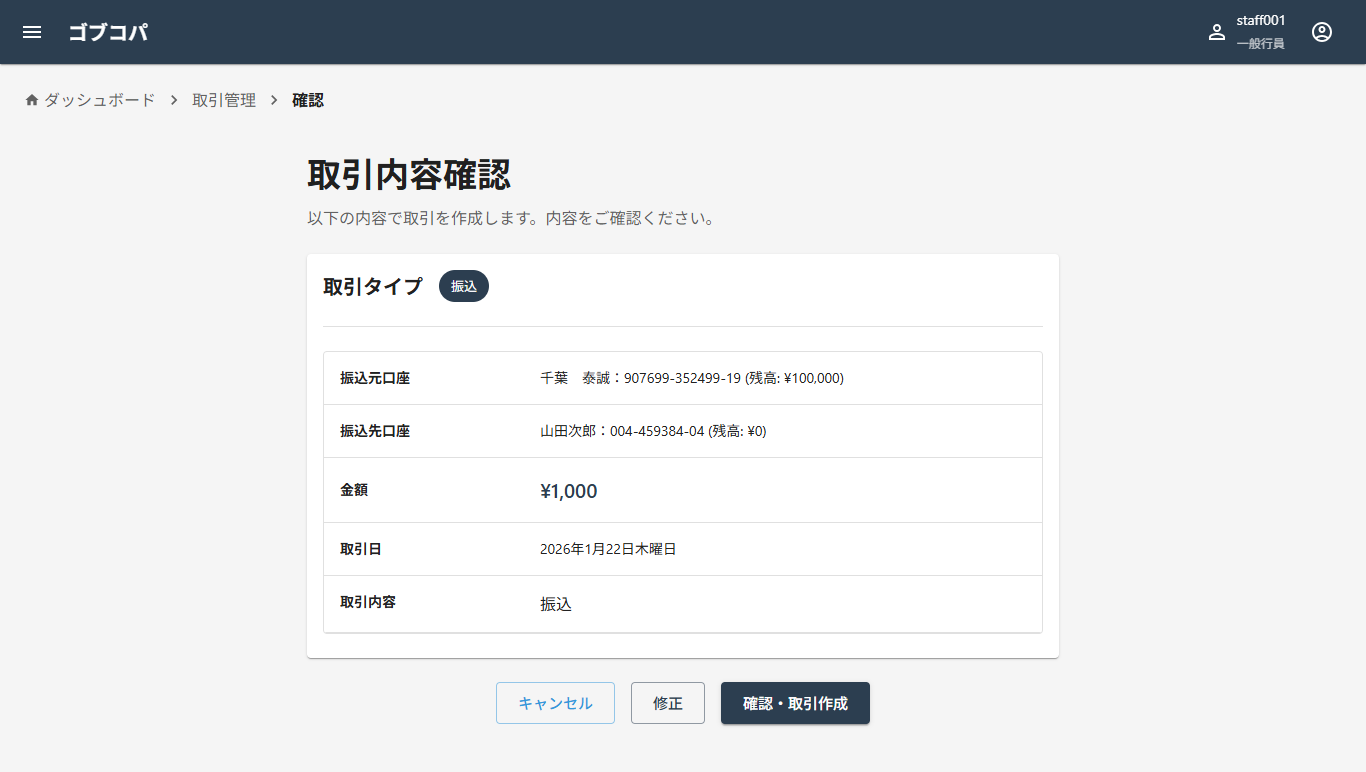 ゴブコパ
staff001
一般行員
ダッシュボード > 取引管理 > 確認
取引内容確認
以下の内容で取引を作成します。内容をご確認ください。
取引タイプ 振込
振込元口座 千葉　泰誠：907699-352499-19 (残高: ¥100,000)
振込先口座 山田次郎：004-459384-04 (残高: ¥0)
金額 ¥1,000
取引日 2026年1月22日木曜日
取引内容 振込
キャンセル 修正 確認・取引作成